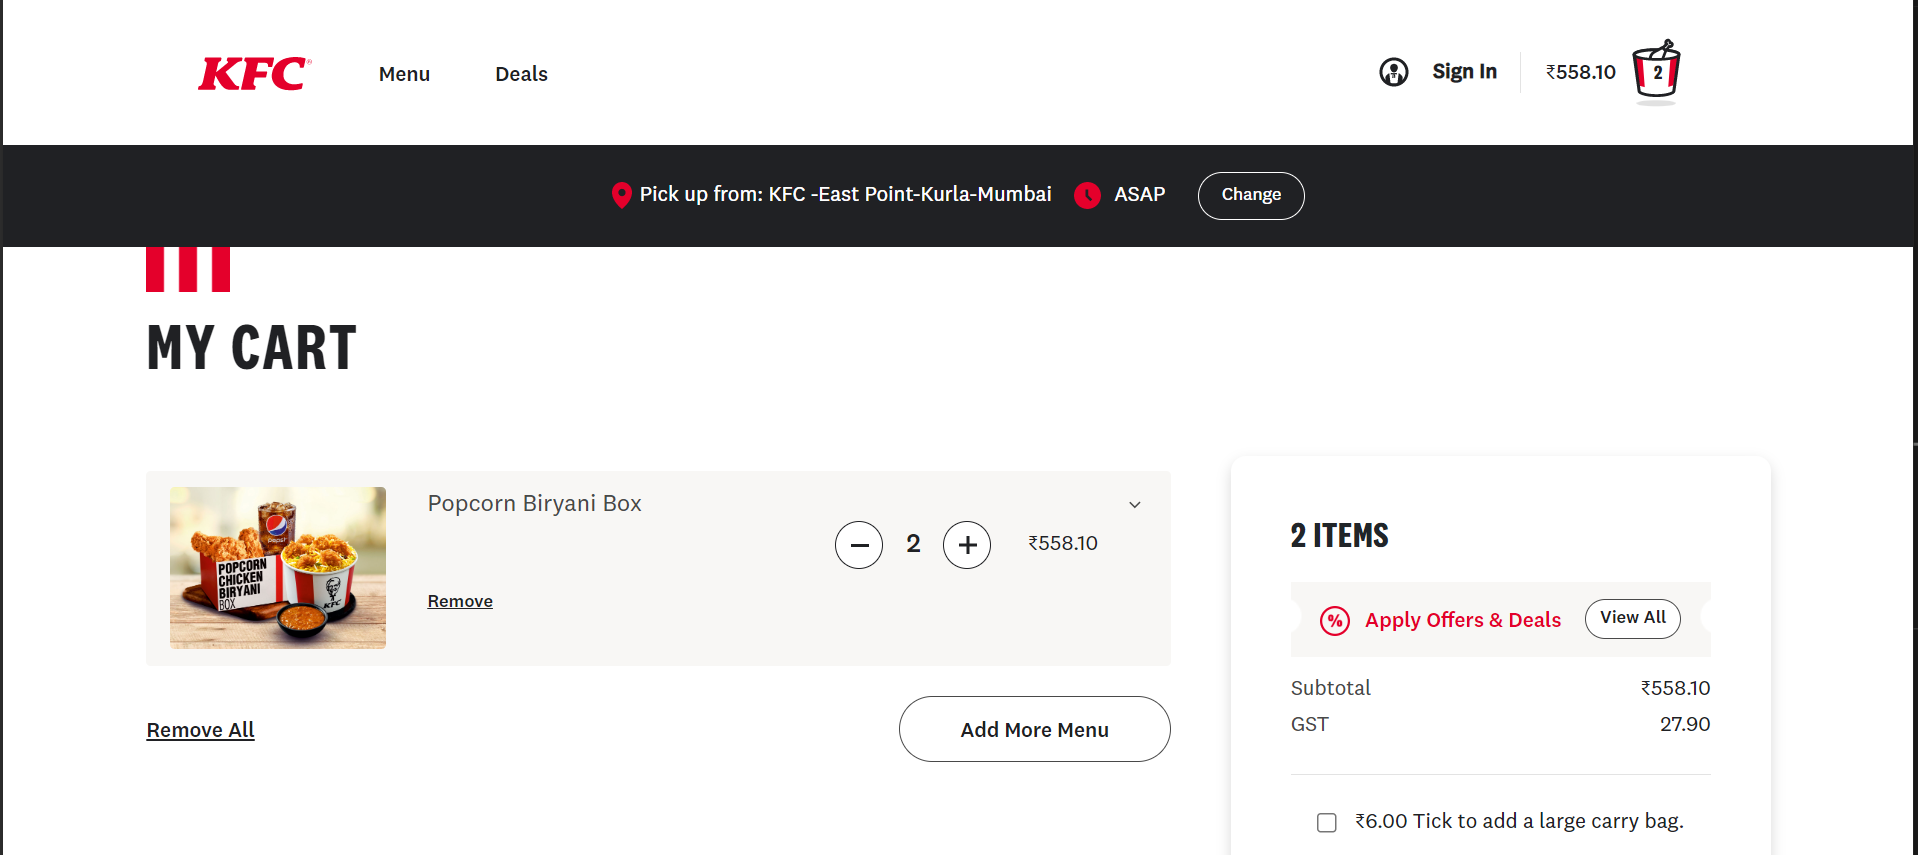 KFC
Menu
Deals
Sign In
₹558.10
2
Pick up from: KFC -East Point-Kurla-Mumbai
ASAP
Change
MY CART
Popcorn Biryani Box
2
₹558.10
Remove
pepsi
POPCORN
CHICKEN
BIRYANI
BOX
KFC
Remove All
Add More Menu
2 ITEMS
% Apply Offers & Deals
View All
Subtotal ₹558.10
GST 27.90
₹6.00 Tick to add a large carry bag.